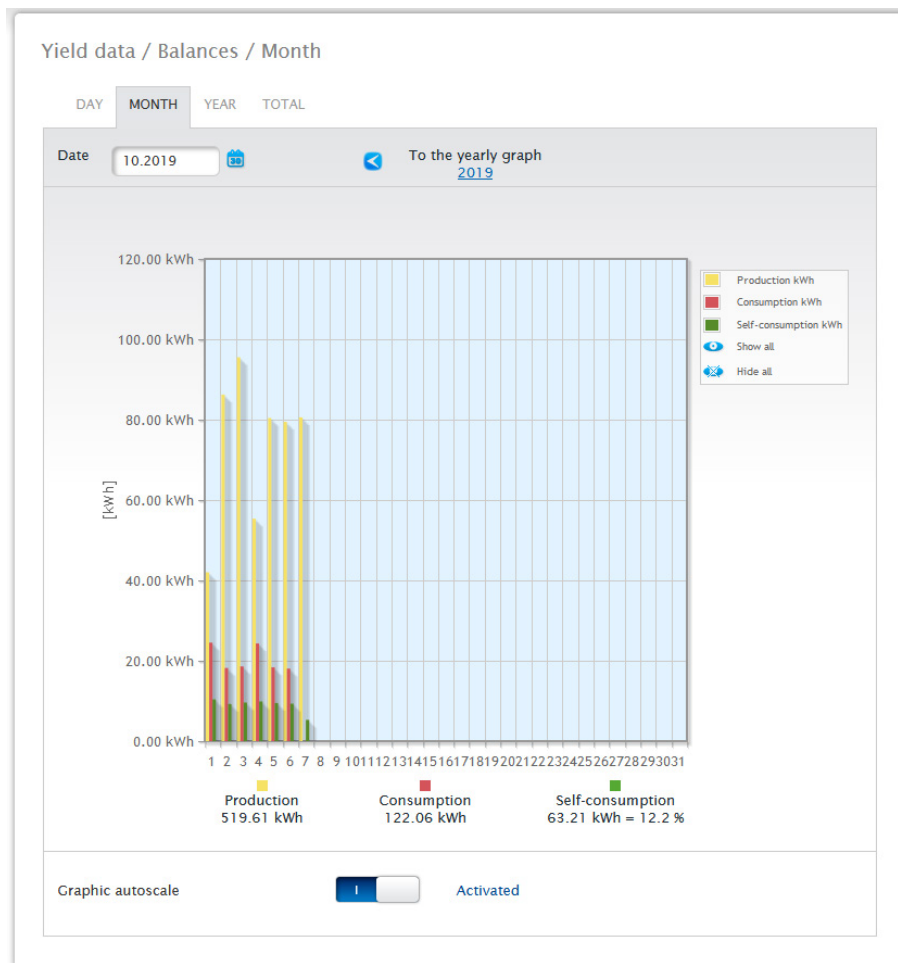 Yield data / Balances / Month
DAY MONTH YEAR TOTAL
Date 10.2019 30 To the yearly graph
2019
120.00 kWh
100.00 kWh
80.00 kWh
60.00 kWh
40.00 kWh
20.00 kWh
0.00 kWh
[kWh]
Production kWh
Consumption kWh
Self-consumption kWh
Show all
Hide all
1 2 3 4 5 6 7 8 9 10 11 12 13 14 15 16 17 18 19 20 21 22 23 24 25 26 27 28 29 30 31
Production Consumption Self-consumption
519.61 kWh 122.06 kWh 63.21 kWh = 12.2 %
Graphic autoscale I Activated